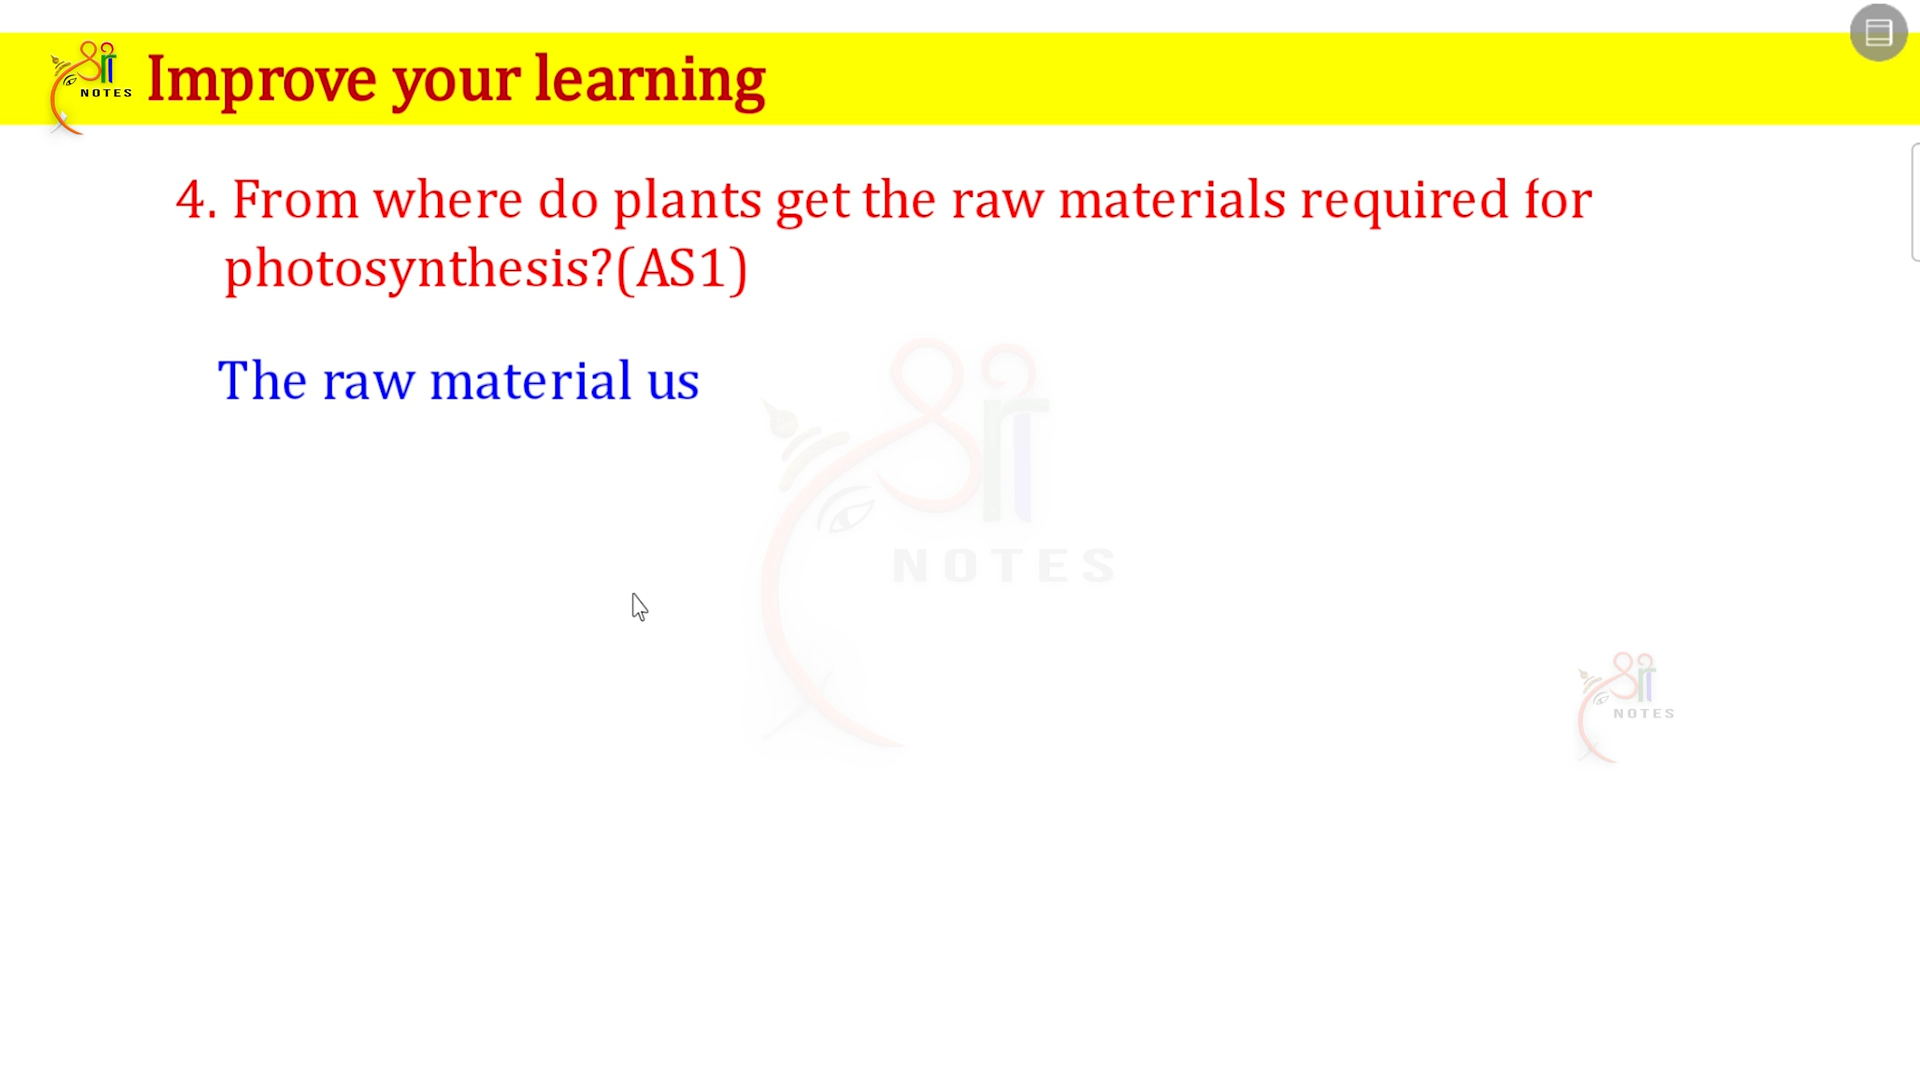 Improve your learning
NOTES
4. From where do plants get the raw materials required for
photosynthesis?(AS1)
The raw material us
NOTES
NOTES